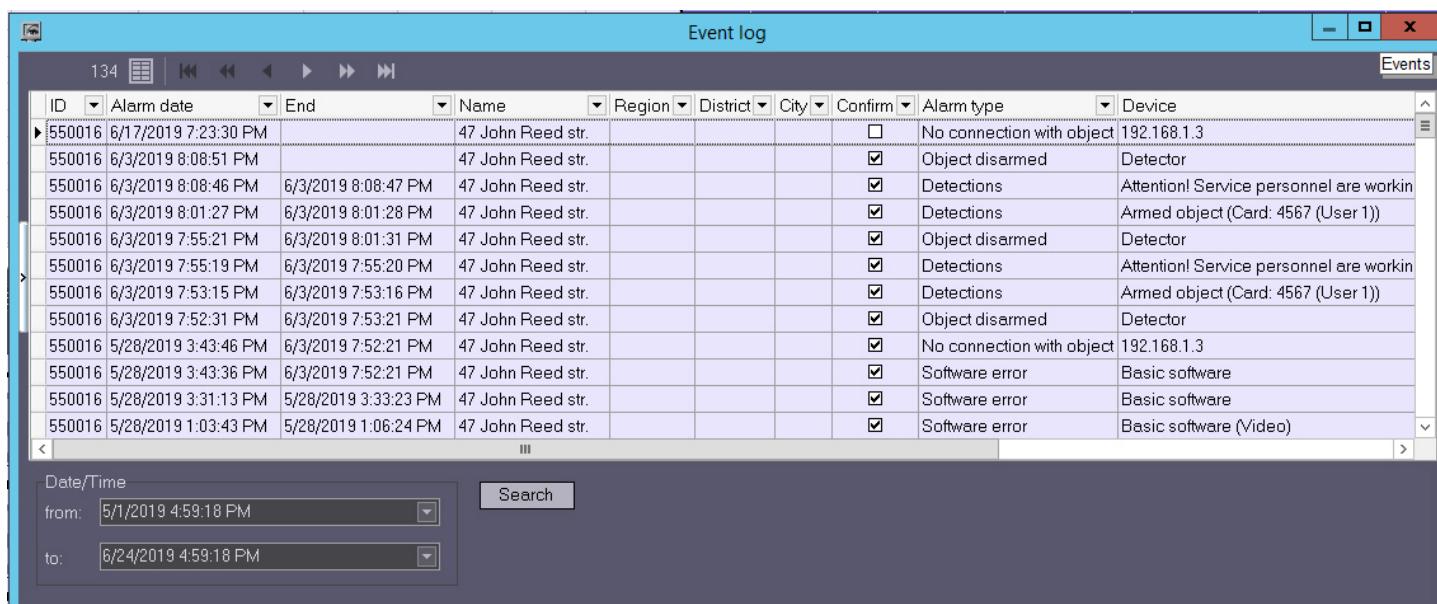 Event log
134
Events
ID Alarm date End Name Region District City Confirm Alarm type Device
550016 6/17/2019 7:23:30 PM 47 John Reed str. No connection with object 192.168.1.3
550016 6/3/2019 8:08:51 PM 47 John Reed str. Object disarmed Detector
550016 6/3/2019 8:08:46 PM 6/3/2019 8:08:47 PM 47 John Reed str. Detections Attention! Service personnel are workin
550016 6/3/2019 8:01:27 PM 6/3/2019 8:01:28 PM 47 John Reed str. Detections Armed object (Card: 4567 (User 1))
550016 6/3/2019 7:55:21 PM 6/3/2019 8:01:31 PM 47 John Reed str. Object disarmed Detector
550016 6/3/2019 7:55:19 PM 6/3/2019 7:55:20 PM 47 John Reed str. Detections Attention! Service personnel are workin
550016 6/3/2019 7:53:15 PM 6/3/2019 7:53:16 PM 47 John Reed str. Detections Armed object (Card: 4567 (User 1))
550016 6/3/2019 7:52:31 PM 6/3/2019 7:53:21 PM 47 John Reed str. Object disarmed Detector
550016 5/28/2019 3:43:46 PM 6/3/2019 7:52:21 PM 47 John Reed str. No connection with object 192.168.1.3
550016 5/28/2019 3:43:36 PM 6/3/2019 7:52:21 PM 47 John Reed str. Software error Basic software
550016 5/28/2019 3:31:13 PM 5/28/2019 3:33:23 PM 47 John Reed str. Software error Basic software
550016 5/28/2019 1:03:43 PM 5/28/2019 1:06:24 PM 47 John Reed str. Software error Basic software (Video)
Date/Time
from: 5/1/2019 4:59:18 PM
Search
to: 6/24/2019 4:59:18 PM